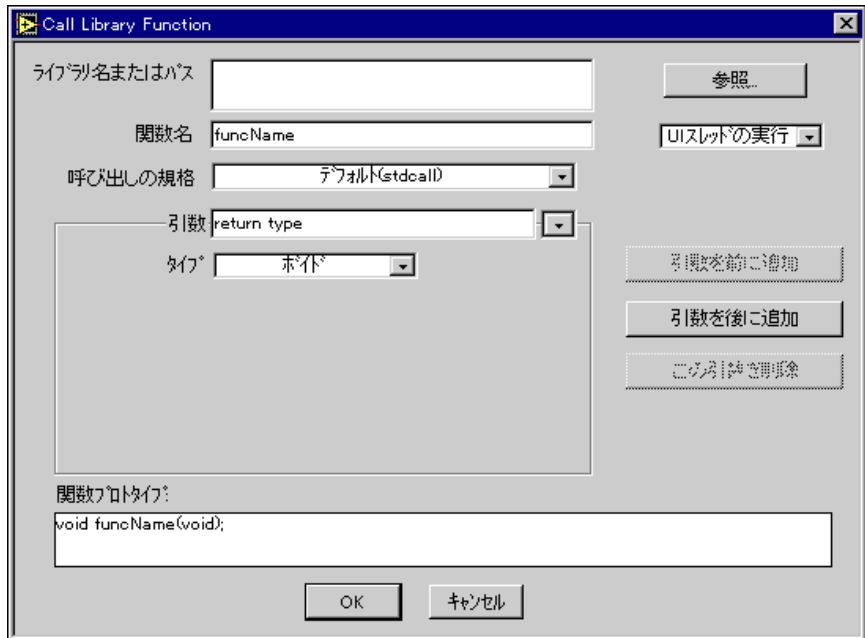 Call Library Function
ﾗｲﾌﾞﾗﾘ名またはﾊﾟｽ
参照...
関数名
funcName
UIｽﾚｯﾄﾞの実行
呼び出しの規格
ﾃﾞﾌｫﾙﾄ(stdcall)
引数
return type
ﾀｲﾌﾟ
ﾎﾞｲﾄﾞ
引数を前に追加
引数を後に追加
この引数を削除
関数ﾌﾟﾛﾄﾀｲﾌﾟ:
void funcName(void);
OK
ｷｬﾝｾﾙ